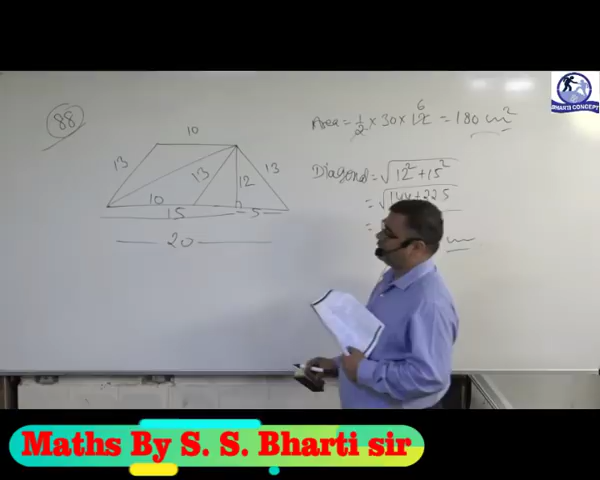 88
10
13
13
13
12
10
15
5
20
Area = 1/2 × 30 × 12 6 = 180 cm²
Diagonal = √12² + 15²
= √144 + 225
=
BHARTI CONCEPT
Maths By S. S. Bharti sir